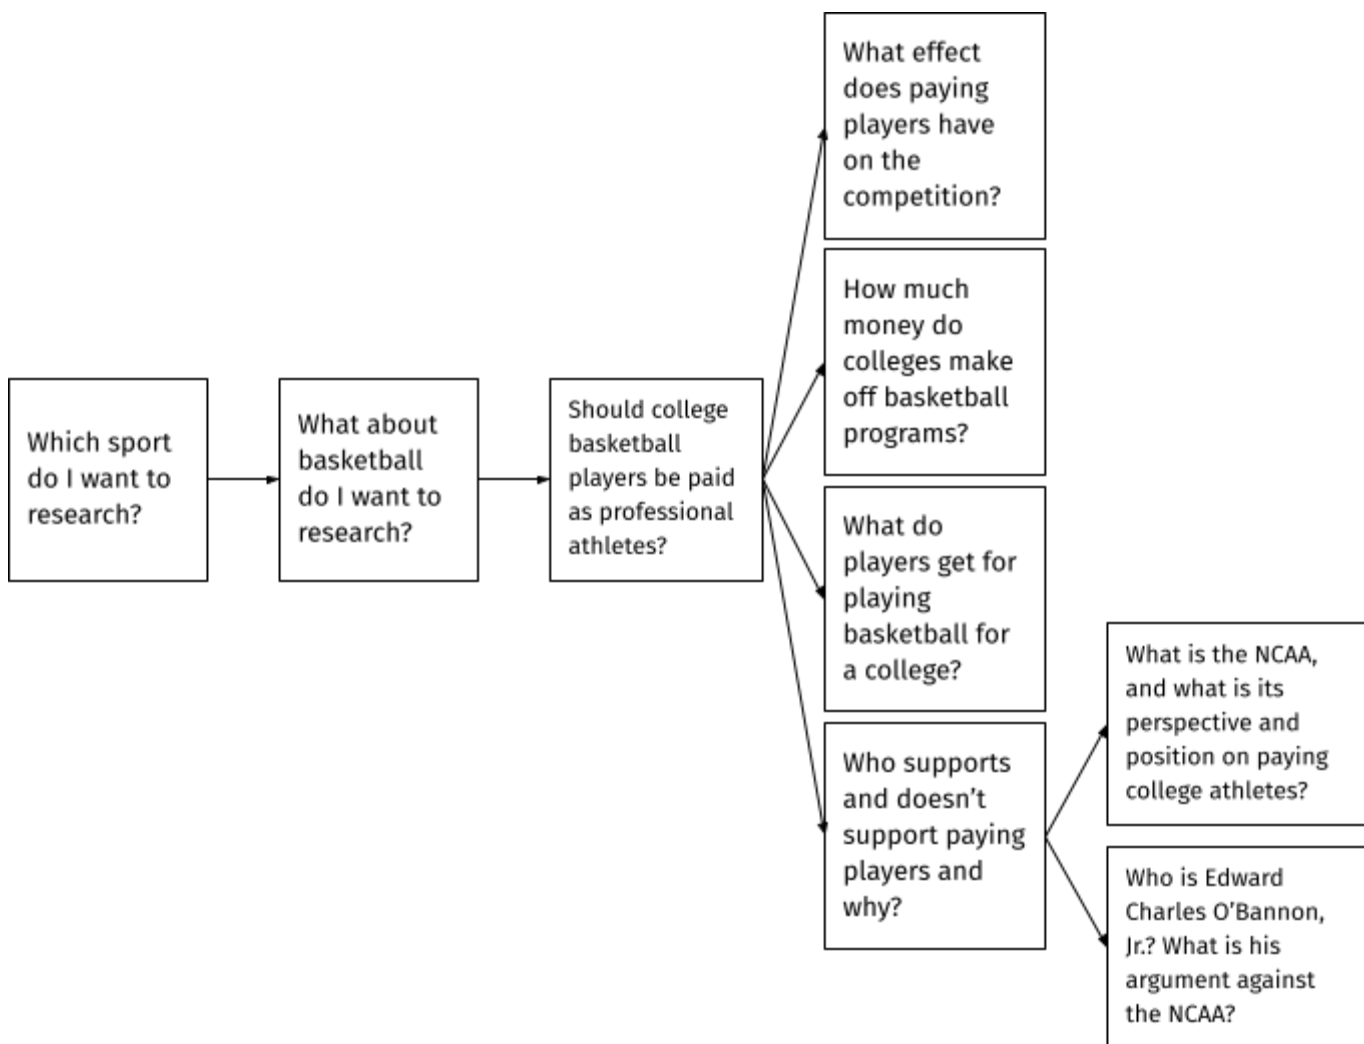 Which sport
do I want to
research?
What about
basketball
do I want to
research?
Should college
basketball
players be paid
as professional
athletes?
What effect
does paying
players have
on the
competition?
How much
money do
colleges make
off basketball
programs?
What do
players get for
playing
basketball for
a college?
Who supports
and doesn’t
support paying
players and
why?
What is the NCAA,
and what is its
perspective and
position on paying
college athletes?
Who is Edward
Charles O’Bannon,
Jr.? What is his
argument against
the NCAA?